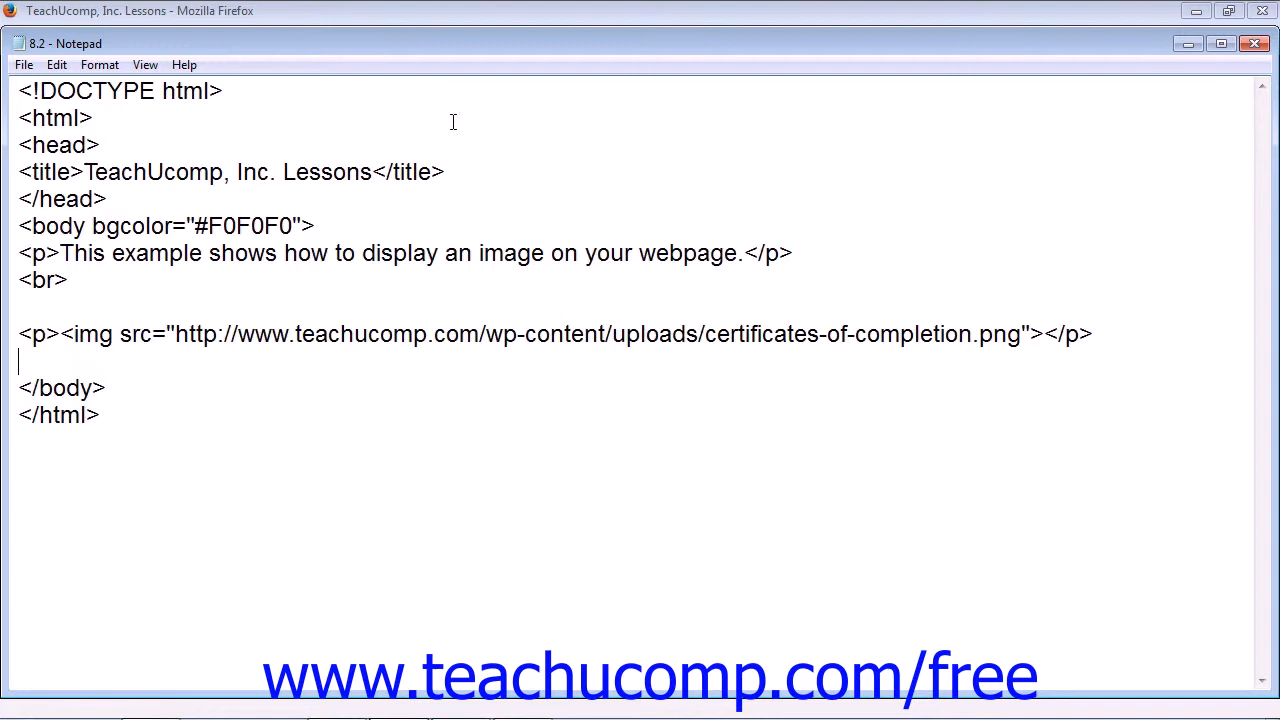 TeachUcomp, Inc. Lessons - Mozilla Firefox
8.2 - Notepad
File Edit Format View Help
<!DOCTYPE html>
<html>
<head>
<title>TeachUcomp, Inc. Lessons</title>
</head>
<body bgcolor="#F0F0F0">
<p>This example shows how to display an image on your webpage.</p>
<br>
<p><img src="http://www.teachucomp.com/wp-content/uploads/certificates-of-completion.png"></p>
</body>
</html>
www.teachucomp.com/free